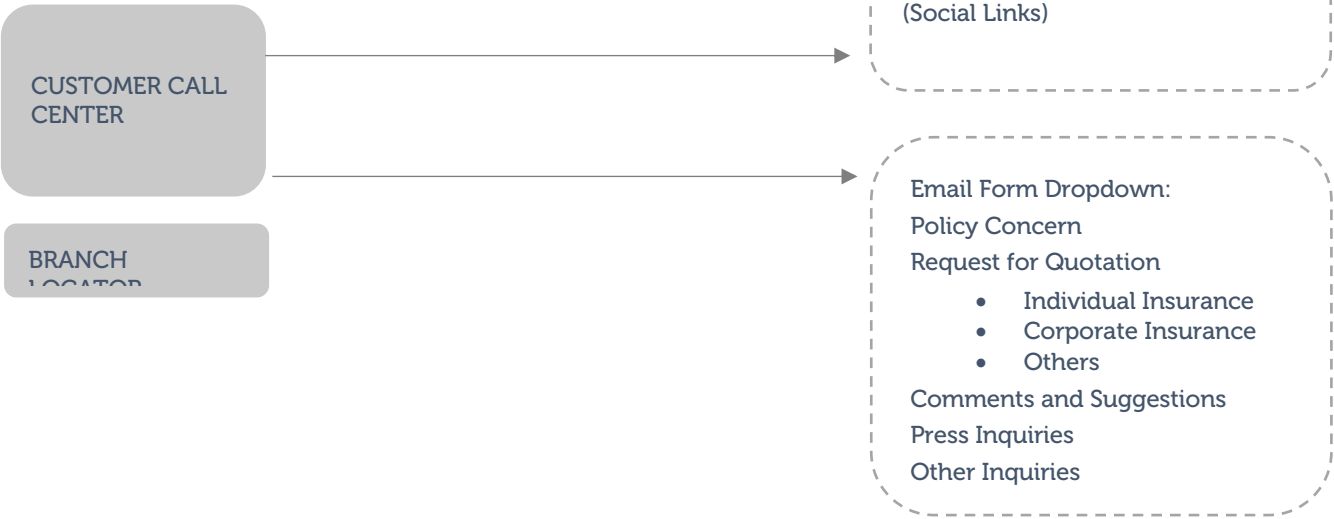 (Social Links)
CUSTOMER CALL
CENTER
Email Form Dropdown:
Policy Concern
Request for Quotation
• Individual Insurance
• Corporate Insurance
• Others
Comments and Suggestions
Press Inquiries
Other Inquiries
BRANCH
LOCATOR